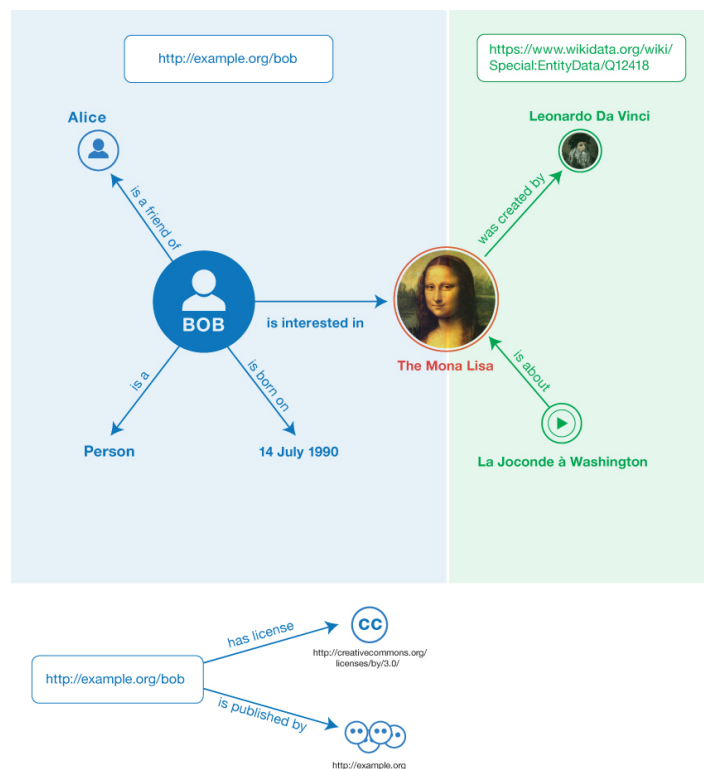 http://example.org/bob
https://www.wikidata.org/wiki/
Special:EntityData/Q12418
Alice
Leonardo Da Vinci
is a friend of
was created by
BOB
is interested in
The Mona Lisa
is a
is born on
is about
Person
14 July 1990
La Joconde à Washington
has license
CC
http://creativecommons.org/
licenses/by/3.0/
http://example.org/bob
is published by
http://example.org